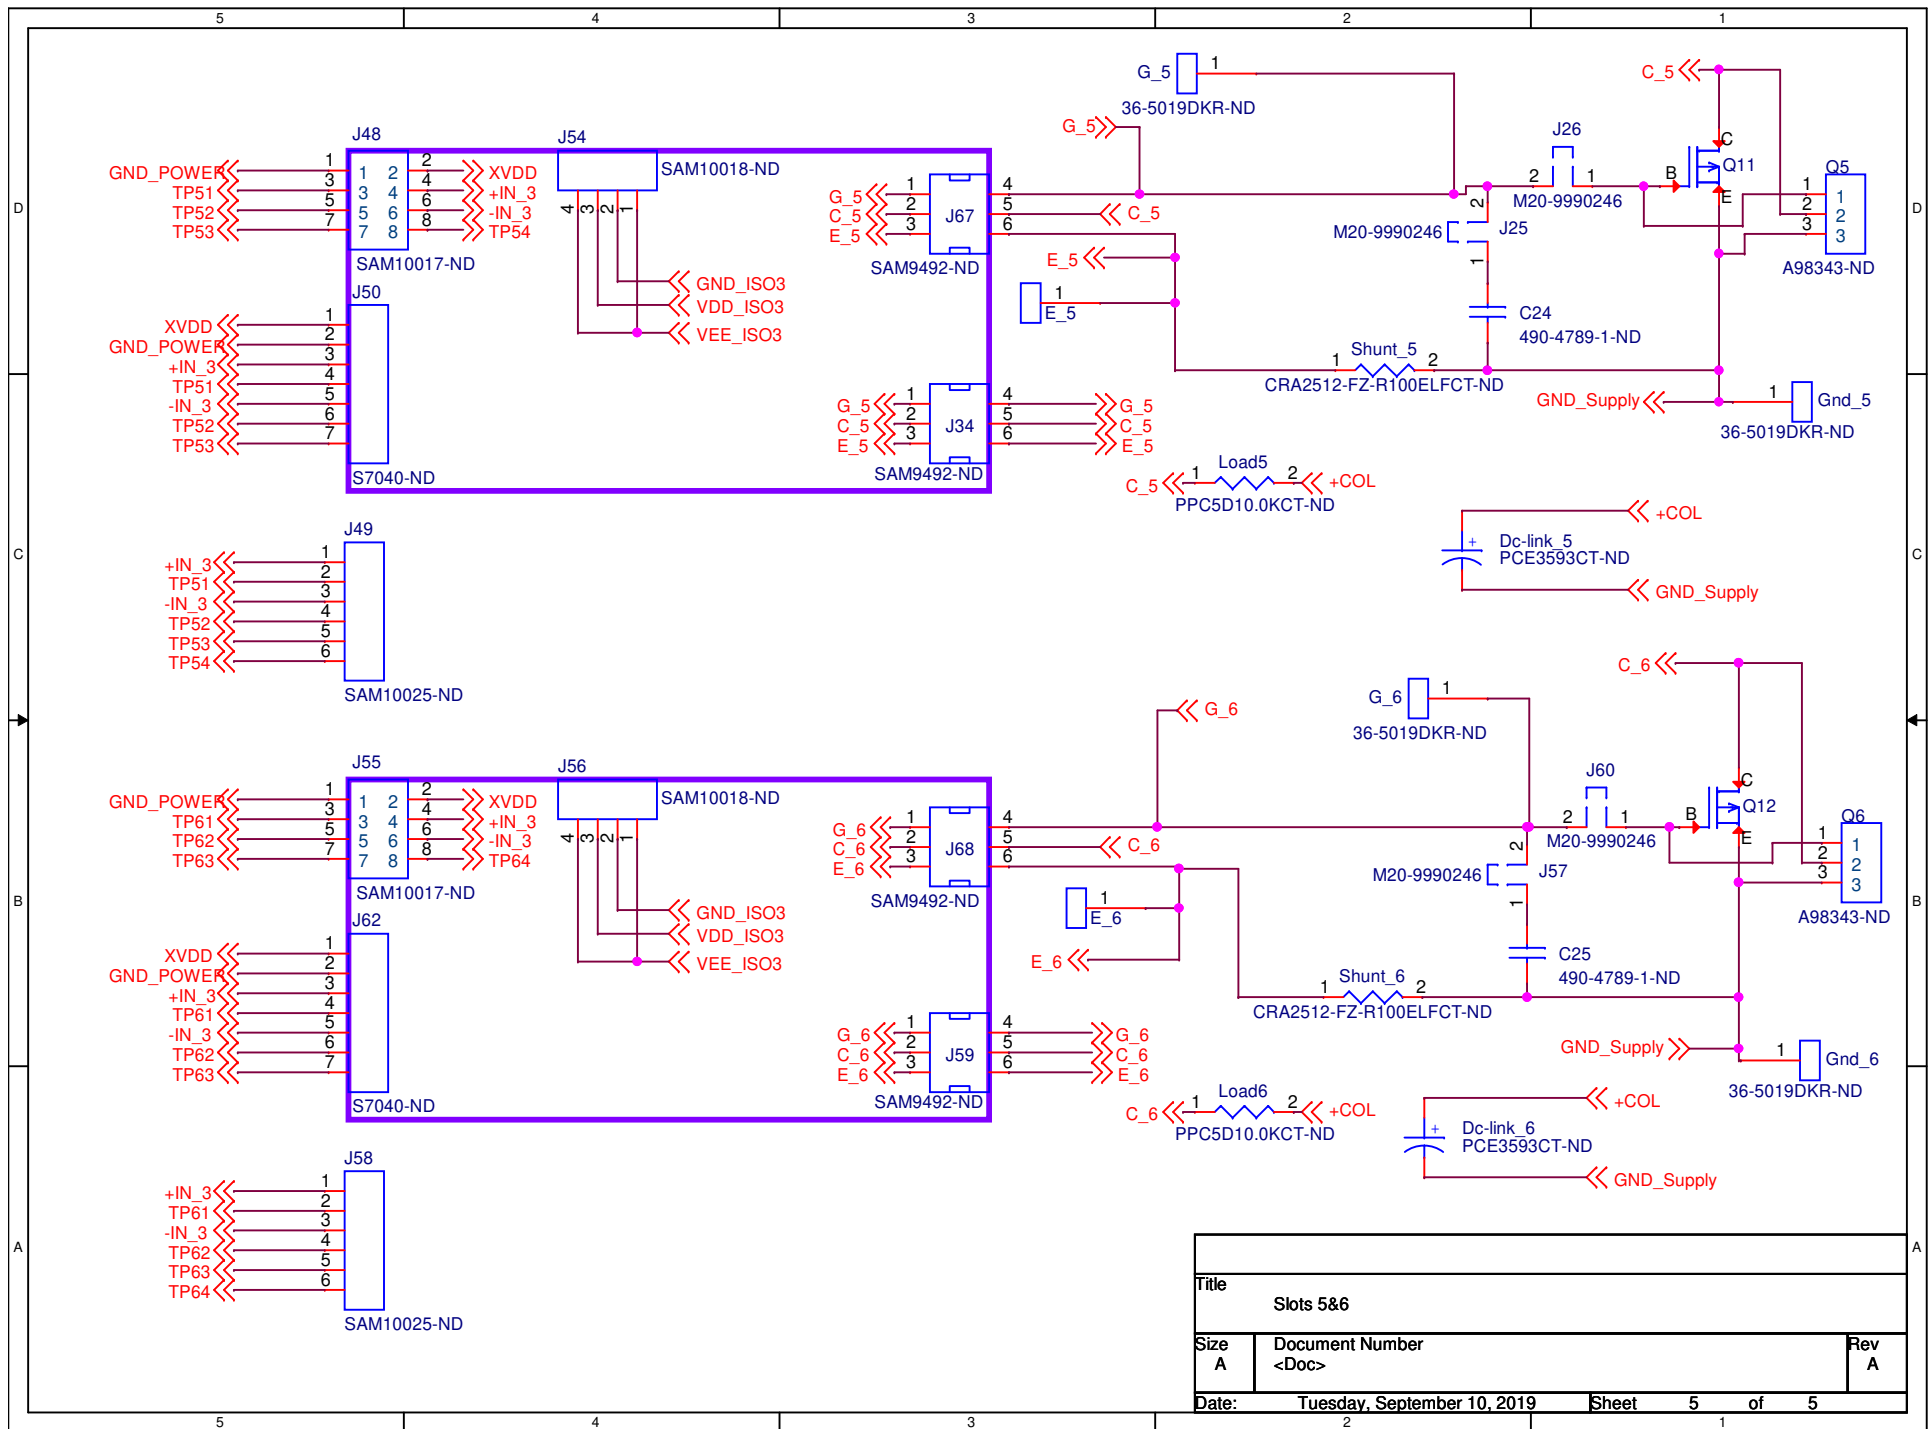 5 4 3 2 1
D
C
B
A
J48
GND_POWER 1 1 2 2 XVDD
TP51 3 3 4 4 +IN_3
TP52 5 5 6 6 -IN_3
TP53 7 7 8 8 TP54
SAM10017-ND
J54
SAM10018-ND
4 3 2 1
GND_ISO3
VDD_ISO3
VEE_ISO3
J50
XVDD 1
GND_POWER 2
+IN_3 3
TP51 4
-IN_3 5
TP52 6
TP53 7
S7040-ND
G_5 1 4
C_5 2 J67 5 C_5
E_5 3 6
SAM9492-ND
G_5 1 4 G_5
C_5 2 J34 5 C_5
E_5 3 6 E_5
SAM9492-ND
G_5 1
36-5019DKR-ND
G_5
E_5
1
E_5
J26
2 1
M20-9990246
2
M20-9990246 J25
1
C24
490-4789-1-ND
Shunt_5
1 2
CRA2512-FZ-R100ELFCT-ND
C_5
C
Q11
B
E
Q5
1 1
2 2
3 3
A98343-ND
GND_Supply 1 Gnd_5
36-5019DKR-ND
Load5
C_5 1 2 +COL
PPC5D10.0KCT-ND
+COL
+ Dc-link_5
PCE3593CT-ND
GND_Supply
J49
+IN_3 1
TP51 2
-IN_3 3
TP52 4
TP53 5
TP54 6
SAM10025-ND
J55
GND_POWER 1 1 2 2 XVDD
TP61 3 3 4 4 +IN_3
TP62 5 5 6 6 -IN_3
TP63 7 7 8 8 TP64
SAM10017-ND
J56
SAM10018-ND
4 3 2 1
GND_ISO3
VDD_ISO3
VEE_ISO3
J62
XVDD 1
GND_POWER 2
+IN_3 3
TP61 4
-IN_3 5
TP62 6
TP63 7
S7040-ND
G_6 1 4
C_6 2 J68 5 C_6
E_6 3 6
SAM9492-ND
G_6 1 4 G_6
C_6 2 J59 5 C_6
E_6 3 6 E_6
SAM9492-ND
G_6
G_6 1
36-5019DKR-ND
1
E_6
E_6
J60
2 1
M20-9990246
2
M20-9990246 J57
1
C25
490-4789-1-ND
Shunt_6
1 2
CRA2512-FZ-R100ELFCT-ND
C_6
C
Q12
B
E
Q6
1 1
2 2
3 3
A98343-ND
GND_Supply 1 Gnd_6
36-5019DKR-ND
Load6
C_6 1 2 +COL
PPC5D10.0KCT-ND
+COL
+ Dc-link_6
PCE3593CT-ND
GND_Supply
J58
+IN_3 1
TP61 2
-IN_3 3
TP62 4
TP63 5
TP64 6
SAM10025-ND
Title
Slots 5&6
Size Document Number Rev
A <Doc> A
Date: Tuesday, September 10, 2019 Sheet 5 of 5
D
C
B
A
5 4 3 2 1